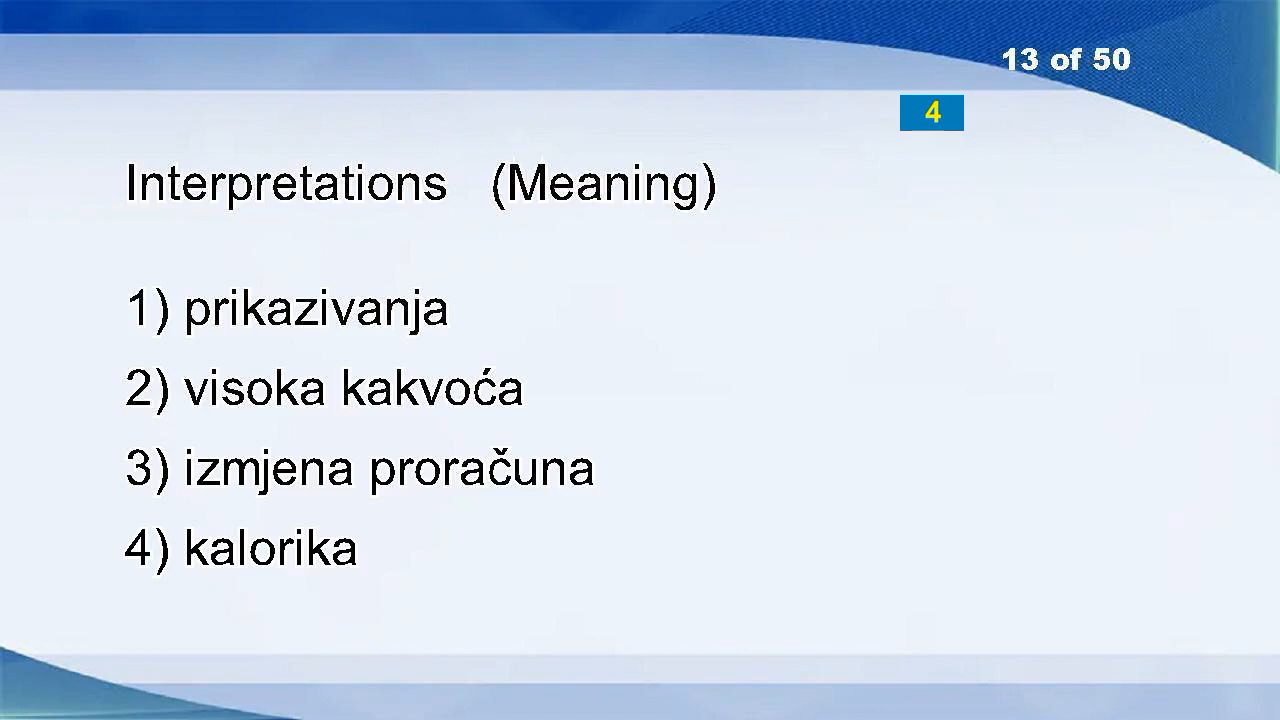 13 of 50
4
Interpretations (Meaning)
1) prikazivanja
2) visoka kakvoća
3) izmjena proračuna
4) kalorika